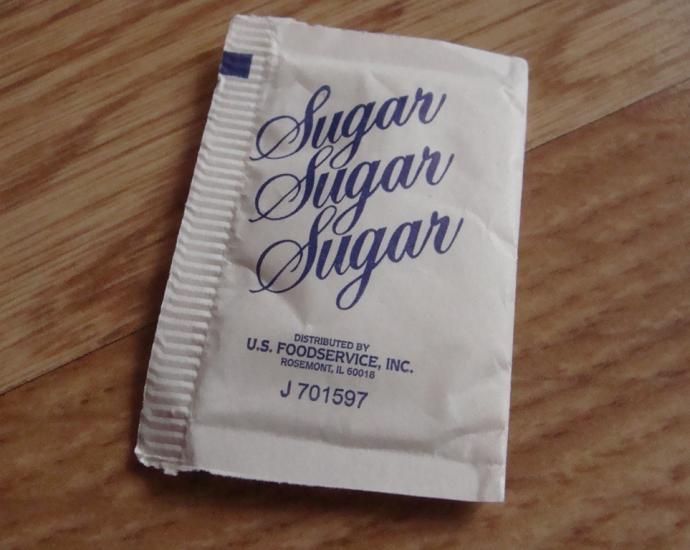 Sugar
Sugar
Sugar
DISTRIBUTED BY
U.S. FOODSERVICE, INC.
ROSEMONT, IL 60018
J 701597